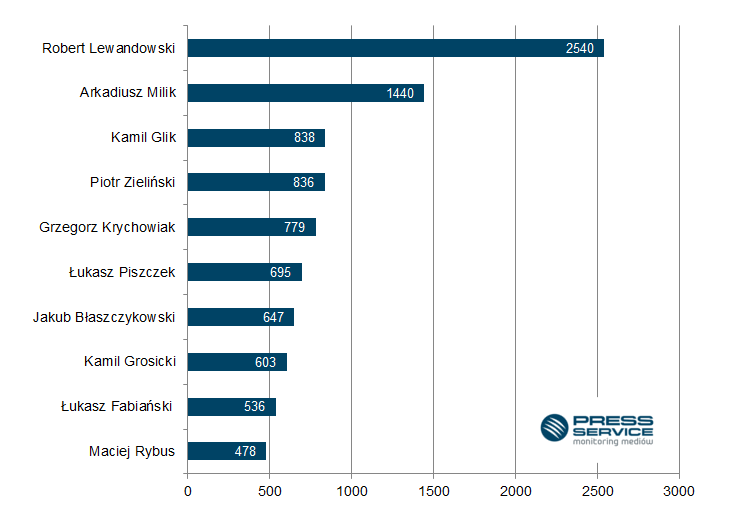 Robert Lewandowski 2540
Arkadiusz Milik 1440
Kamil Glik 838
Piotr Zieliński 836
Grzegorz Krychowiak 779
Łukasz Piszczek 695
Jakub Błaszczykowski 647
Kamil Grosicki 603
Łukasz Fabiański 536
Maciej Rybus 478
PRESS
SERVICE
monitoring mediów
0 500 1000 1500 2000 2500 3000